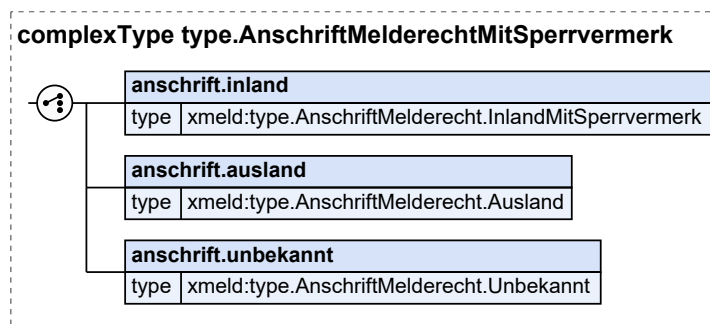 complexType type.AnschriftMelderechtMitSperrvermerk
anschrift.inland
type xmeld:type.AnschriftMelderecht.InlandMitSperrvermerk
anschrift.ausland
type xmeld:type.AnschriftMelderecht.Ausland
anschrift.unbekannt
type xmeld:type.AnschriftMelderecht.Unbekannt